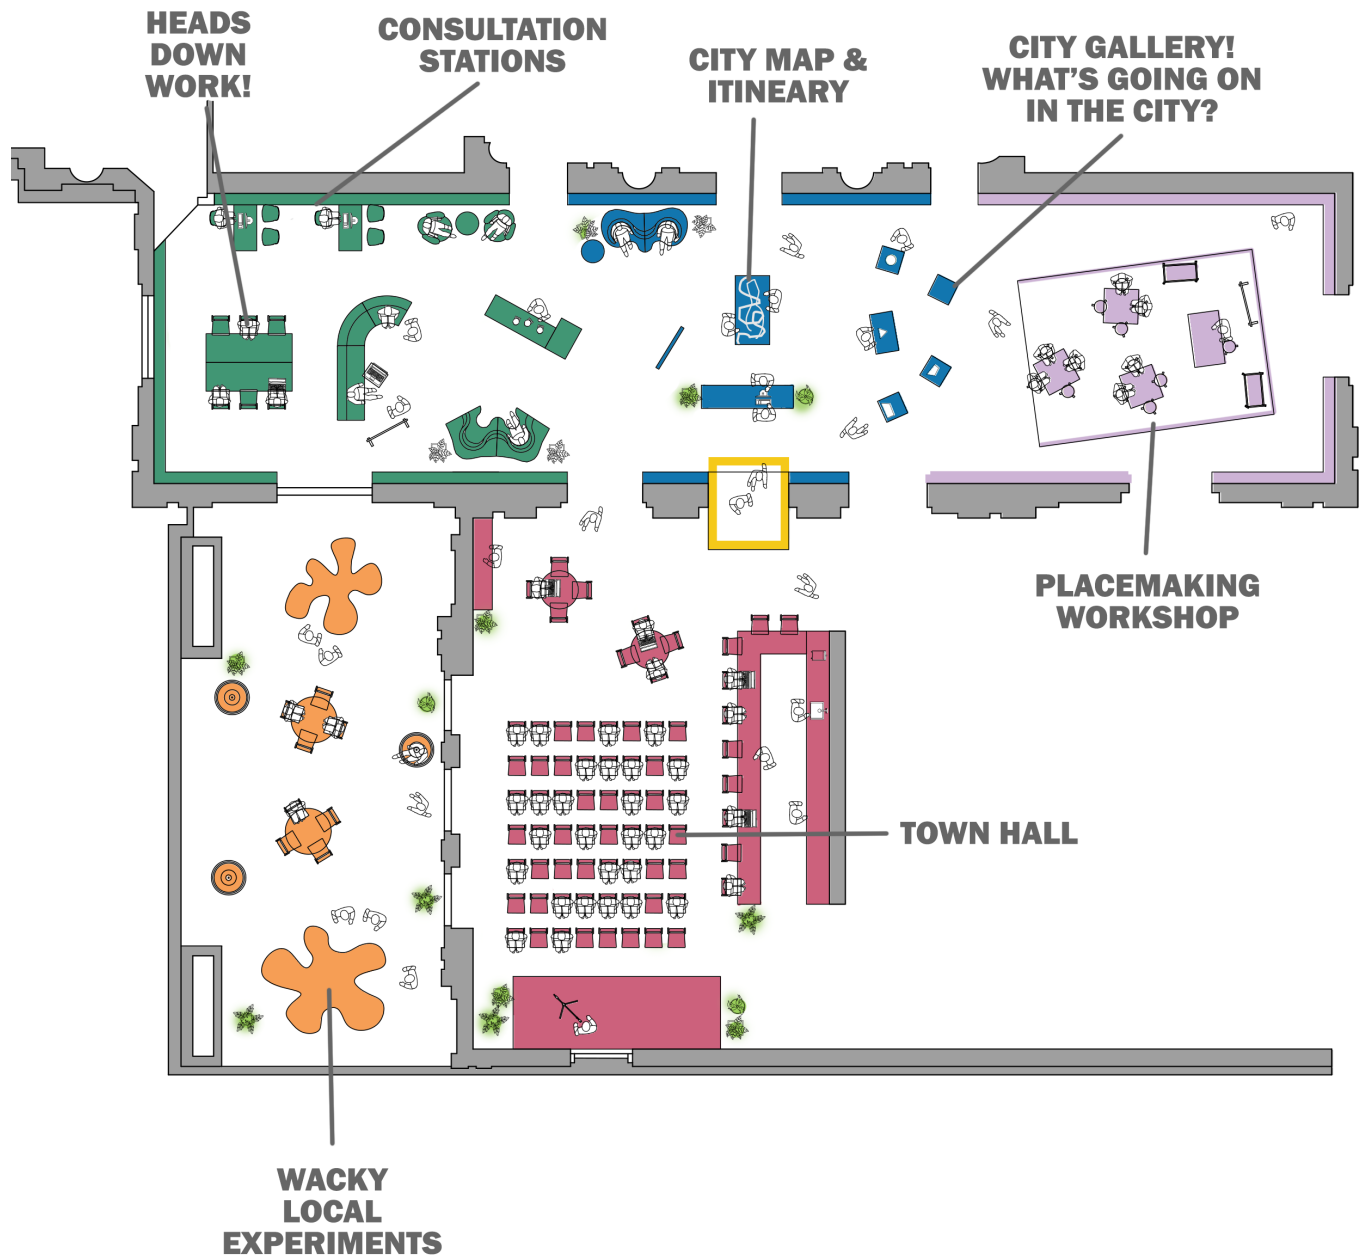 HEADS
DOWN
WORK!
CONSULTATION
STATIONS
CITY MAP &
ITINEARY
CITY GALLERY!
WHAT'S GOING ON
IN THE CITY?
PLACEMAKING
WORKSHOP
TOWN HALL
WACKY
LOCAL
EXPERIMENTS